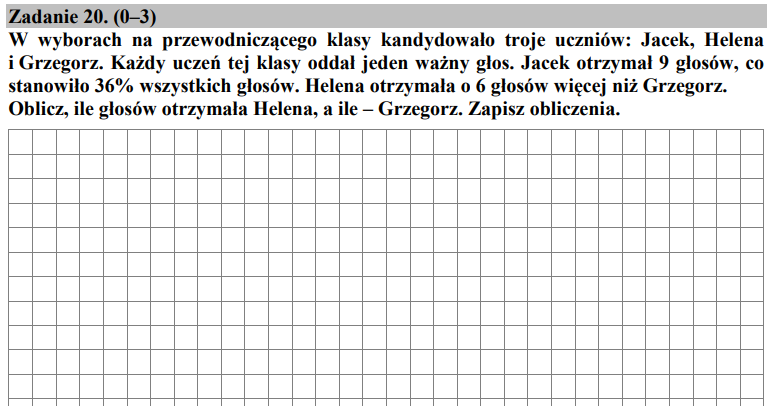 Zadanie 20. (0–3)
W wyborach na przewodniczącego klasy kandydowało troje uczniów: Jacek, Helena
i Grzegorz. Każdy uczeń tej klasy oddał jeden ważny głos. Jacek otrzymał 9 głosów, co
stanowiło 36% wszystkich głosów. Helena otrzymała o 6 głosów więcej niż Grzegorz.
Oblicz, ile głosów otrzymała Helena, a ile – Grzegorz. Zapisz obliczenia.